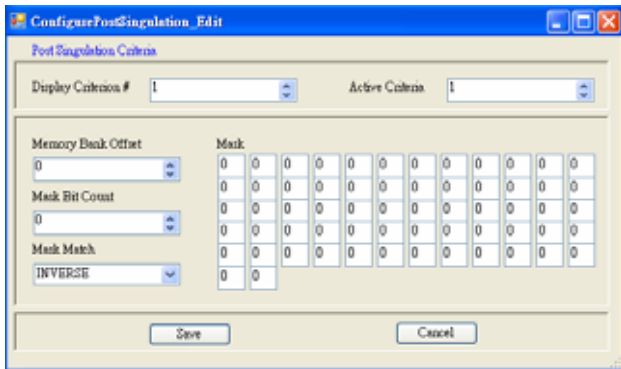 ConfigurePostSingulation_Edit
Post Singulation Criteria
Display Criterion # 1 Active Criteria 1
Memory Bank Offset
0
Mask Bit Count
0
Mask Match
INVERSE
Mask
0 0 0 0 0 0 0 0 0 0 0 0
0 0 0 0 0 0 0 0 0 0 0 0
0 0 0 0 0 0 0 0 0 0 0 0
0 0 0 0 0 0 0 0 0 0 0 0
0 0 0 0 0 0 0 0 0 0 0 0
0 0
Save Cancel